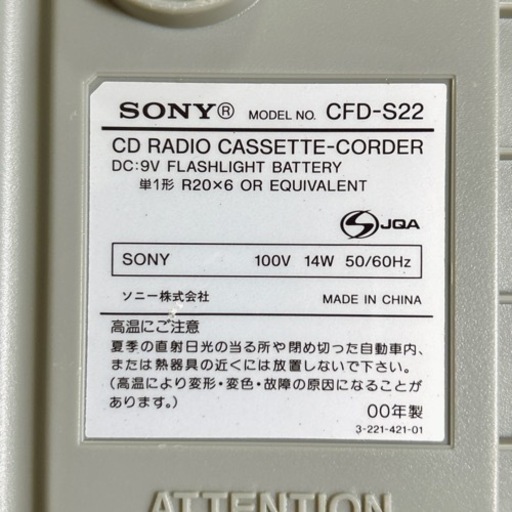 SONY® MODEL NO. CFD-S22
CD RADIO CASSETTE-CORDER
DC:9V FLASHLIGHT BATTERY
単1形 R20×6 OR EQUIVALENT
JQA
SONY 100V 14W 50/60Hz
ソニー株式会社 MADE IN CHINA
高温にご注意
夏季の直射日光の当る所や閉め切った自動車内、
または熱器具の近くには放置しないで下さい。
(高温により変形・変色・故障の原因になることが
あります。)
00年製
3-221-421-01
ATTENTION